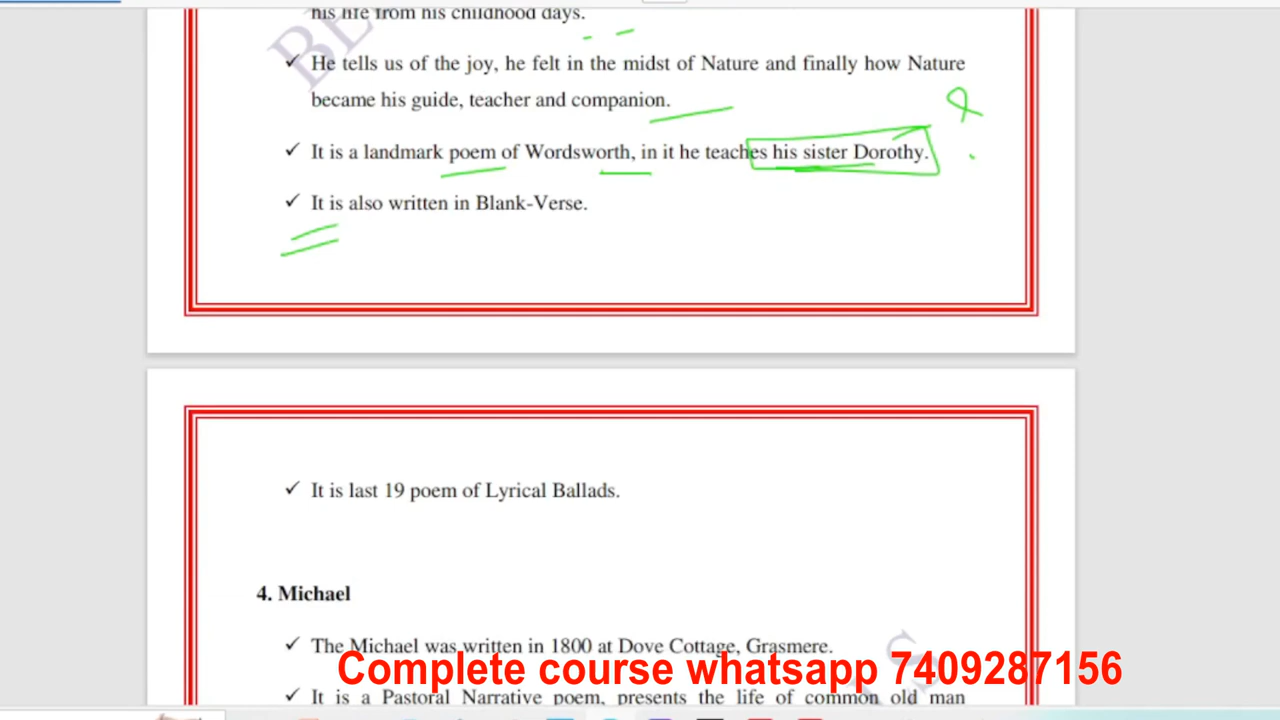 his life from his childhood days.
✓ He tells us of the joy, he felt in the midst of Nature and finally how Nature
became his guide, teacher and companion.
✓ It is a landmark poem of Wordsworth, in it he teaches his sister Dorothy.
✓ It is also written in Blank-Verse.
✓ It is last 19 poem of Lyrical Ballads.
4. Michael
✓ The Michael was written in 1800 at Dove Cottage, Grasmere.
Complete course whatsapp 7409287156
✓ It is a Pastoral Narrative poem, presents the life of common old man